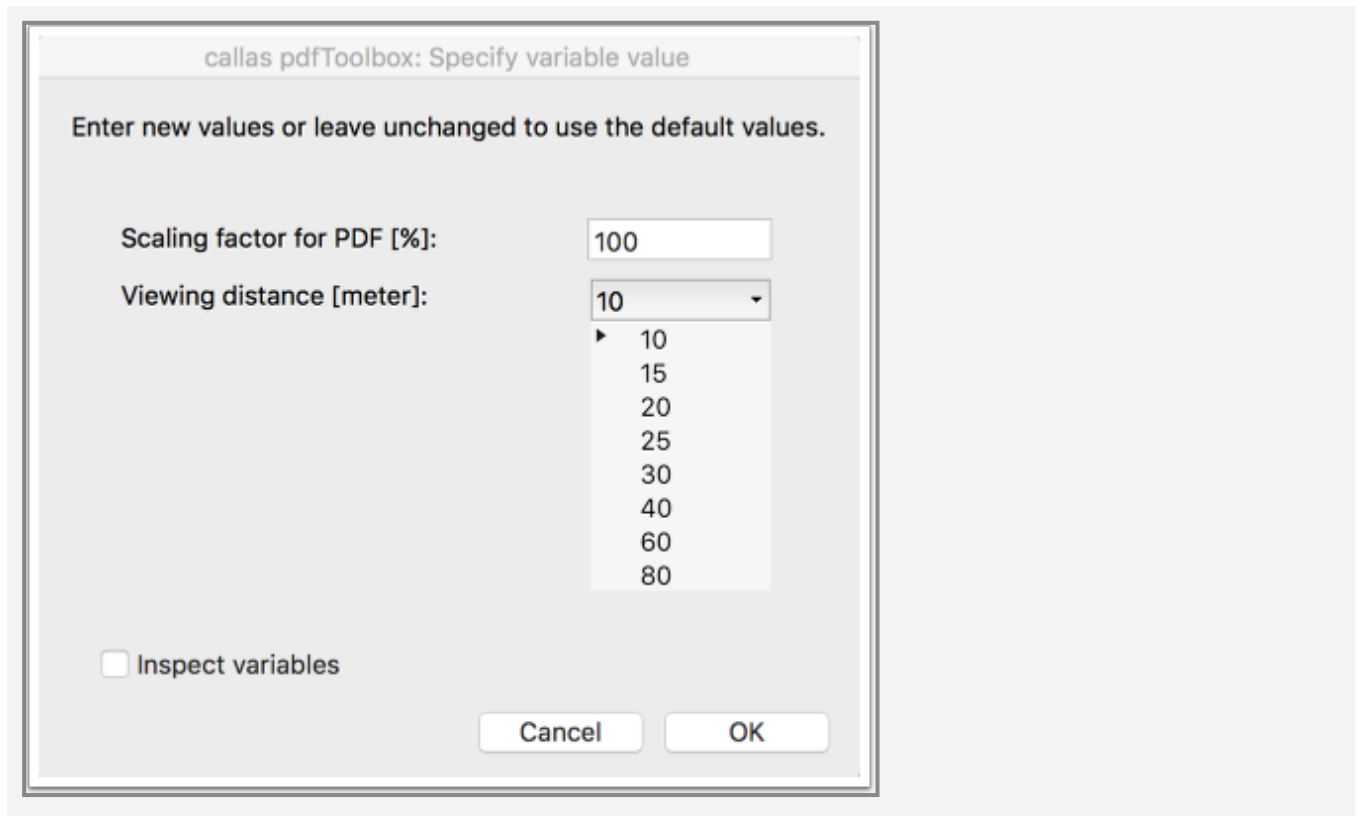 callas pdfToolbox: Specify variable value
Enter new values or leave unchanged to use the default values.
Scaling factor for PDF [%]: 100
Viewing distance [meter]: 10
10
15
20
25
30
40
60
80
Inspect variables
Cancel OK